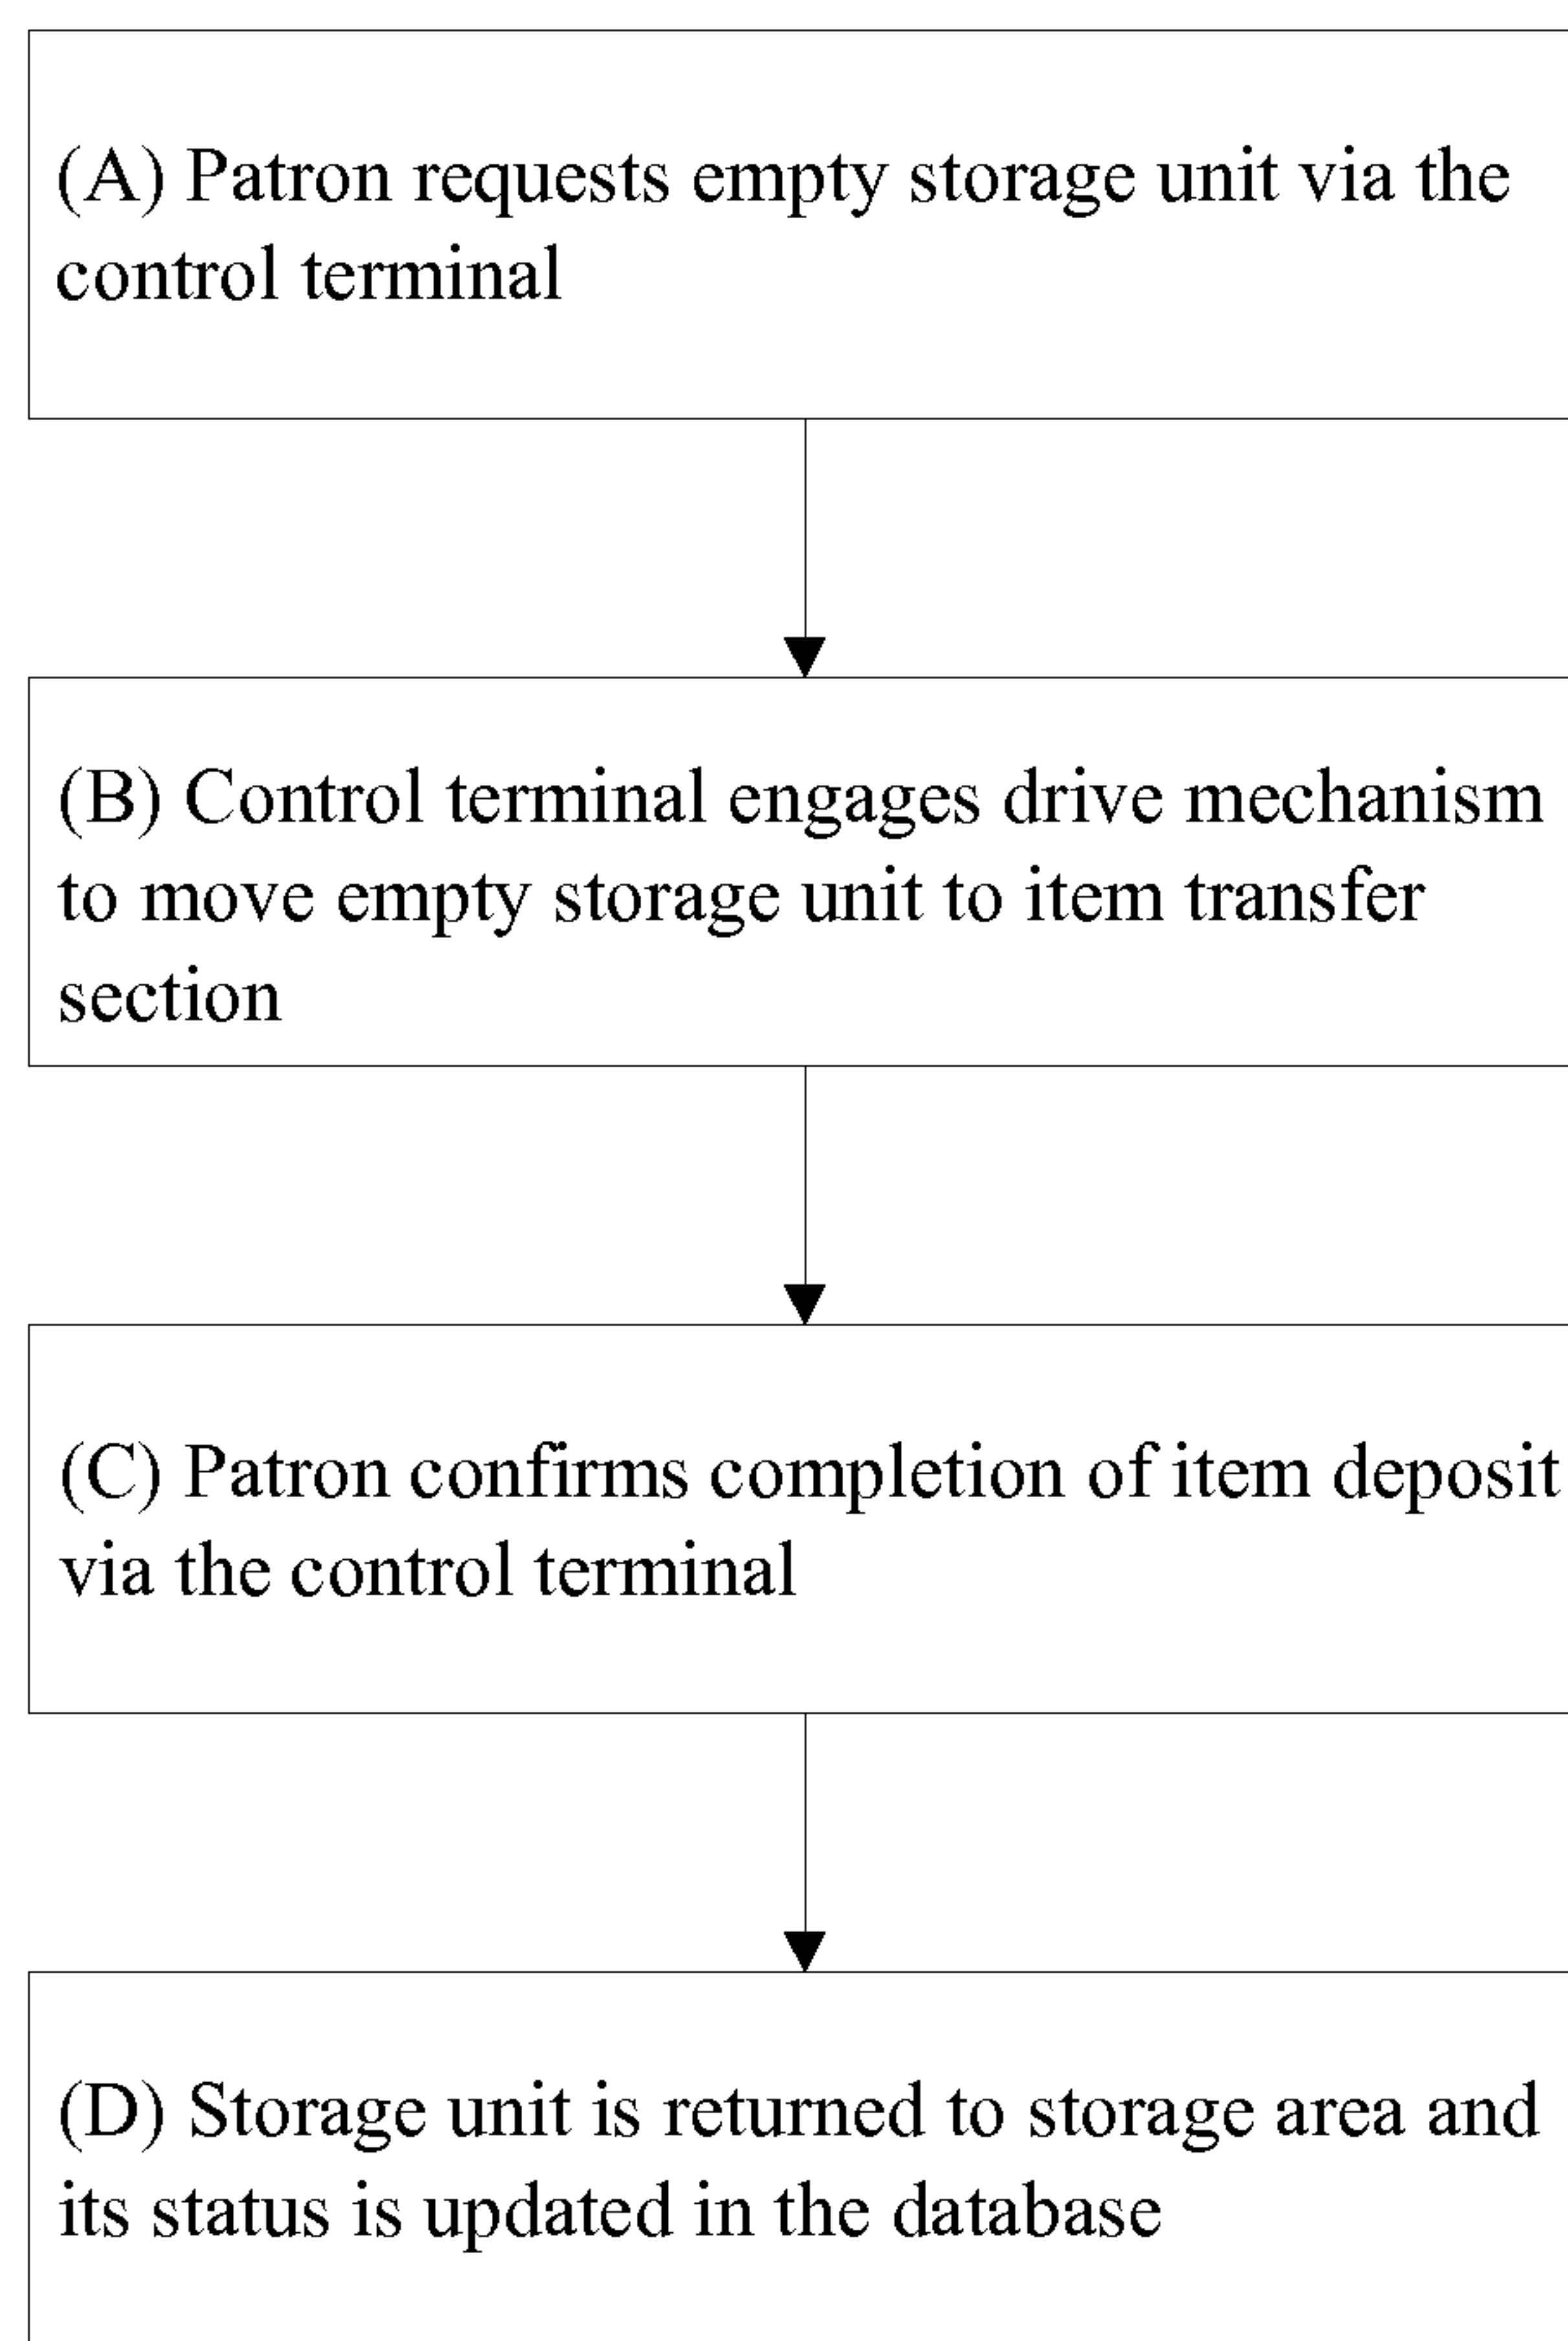 (A) Patron requests empty storage unit via the
control terminal
(B) Control terminal engages drive mechanism
to move empty storage unit to item transfer
section
(C) Patron confirms completion of item deposit
via the control terminal
(D) Storage unit is returned to storage area and
its status is updated in the database